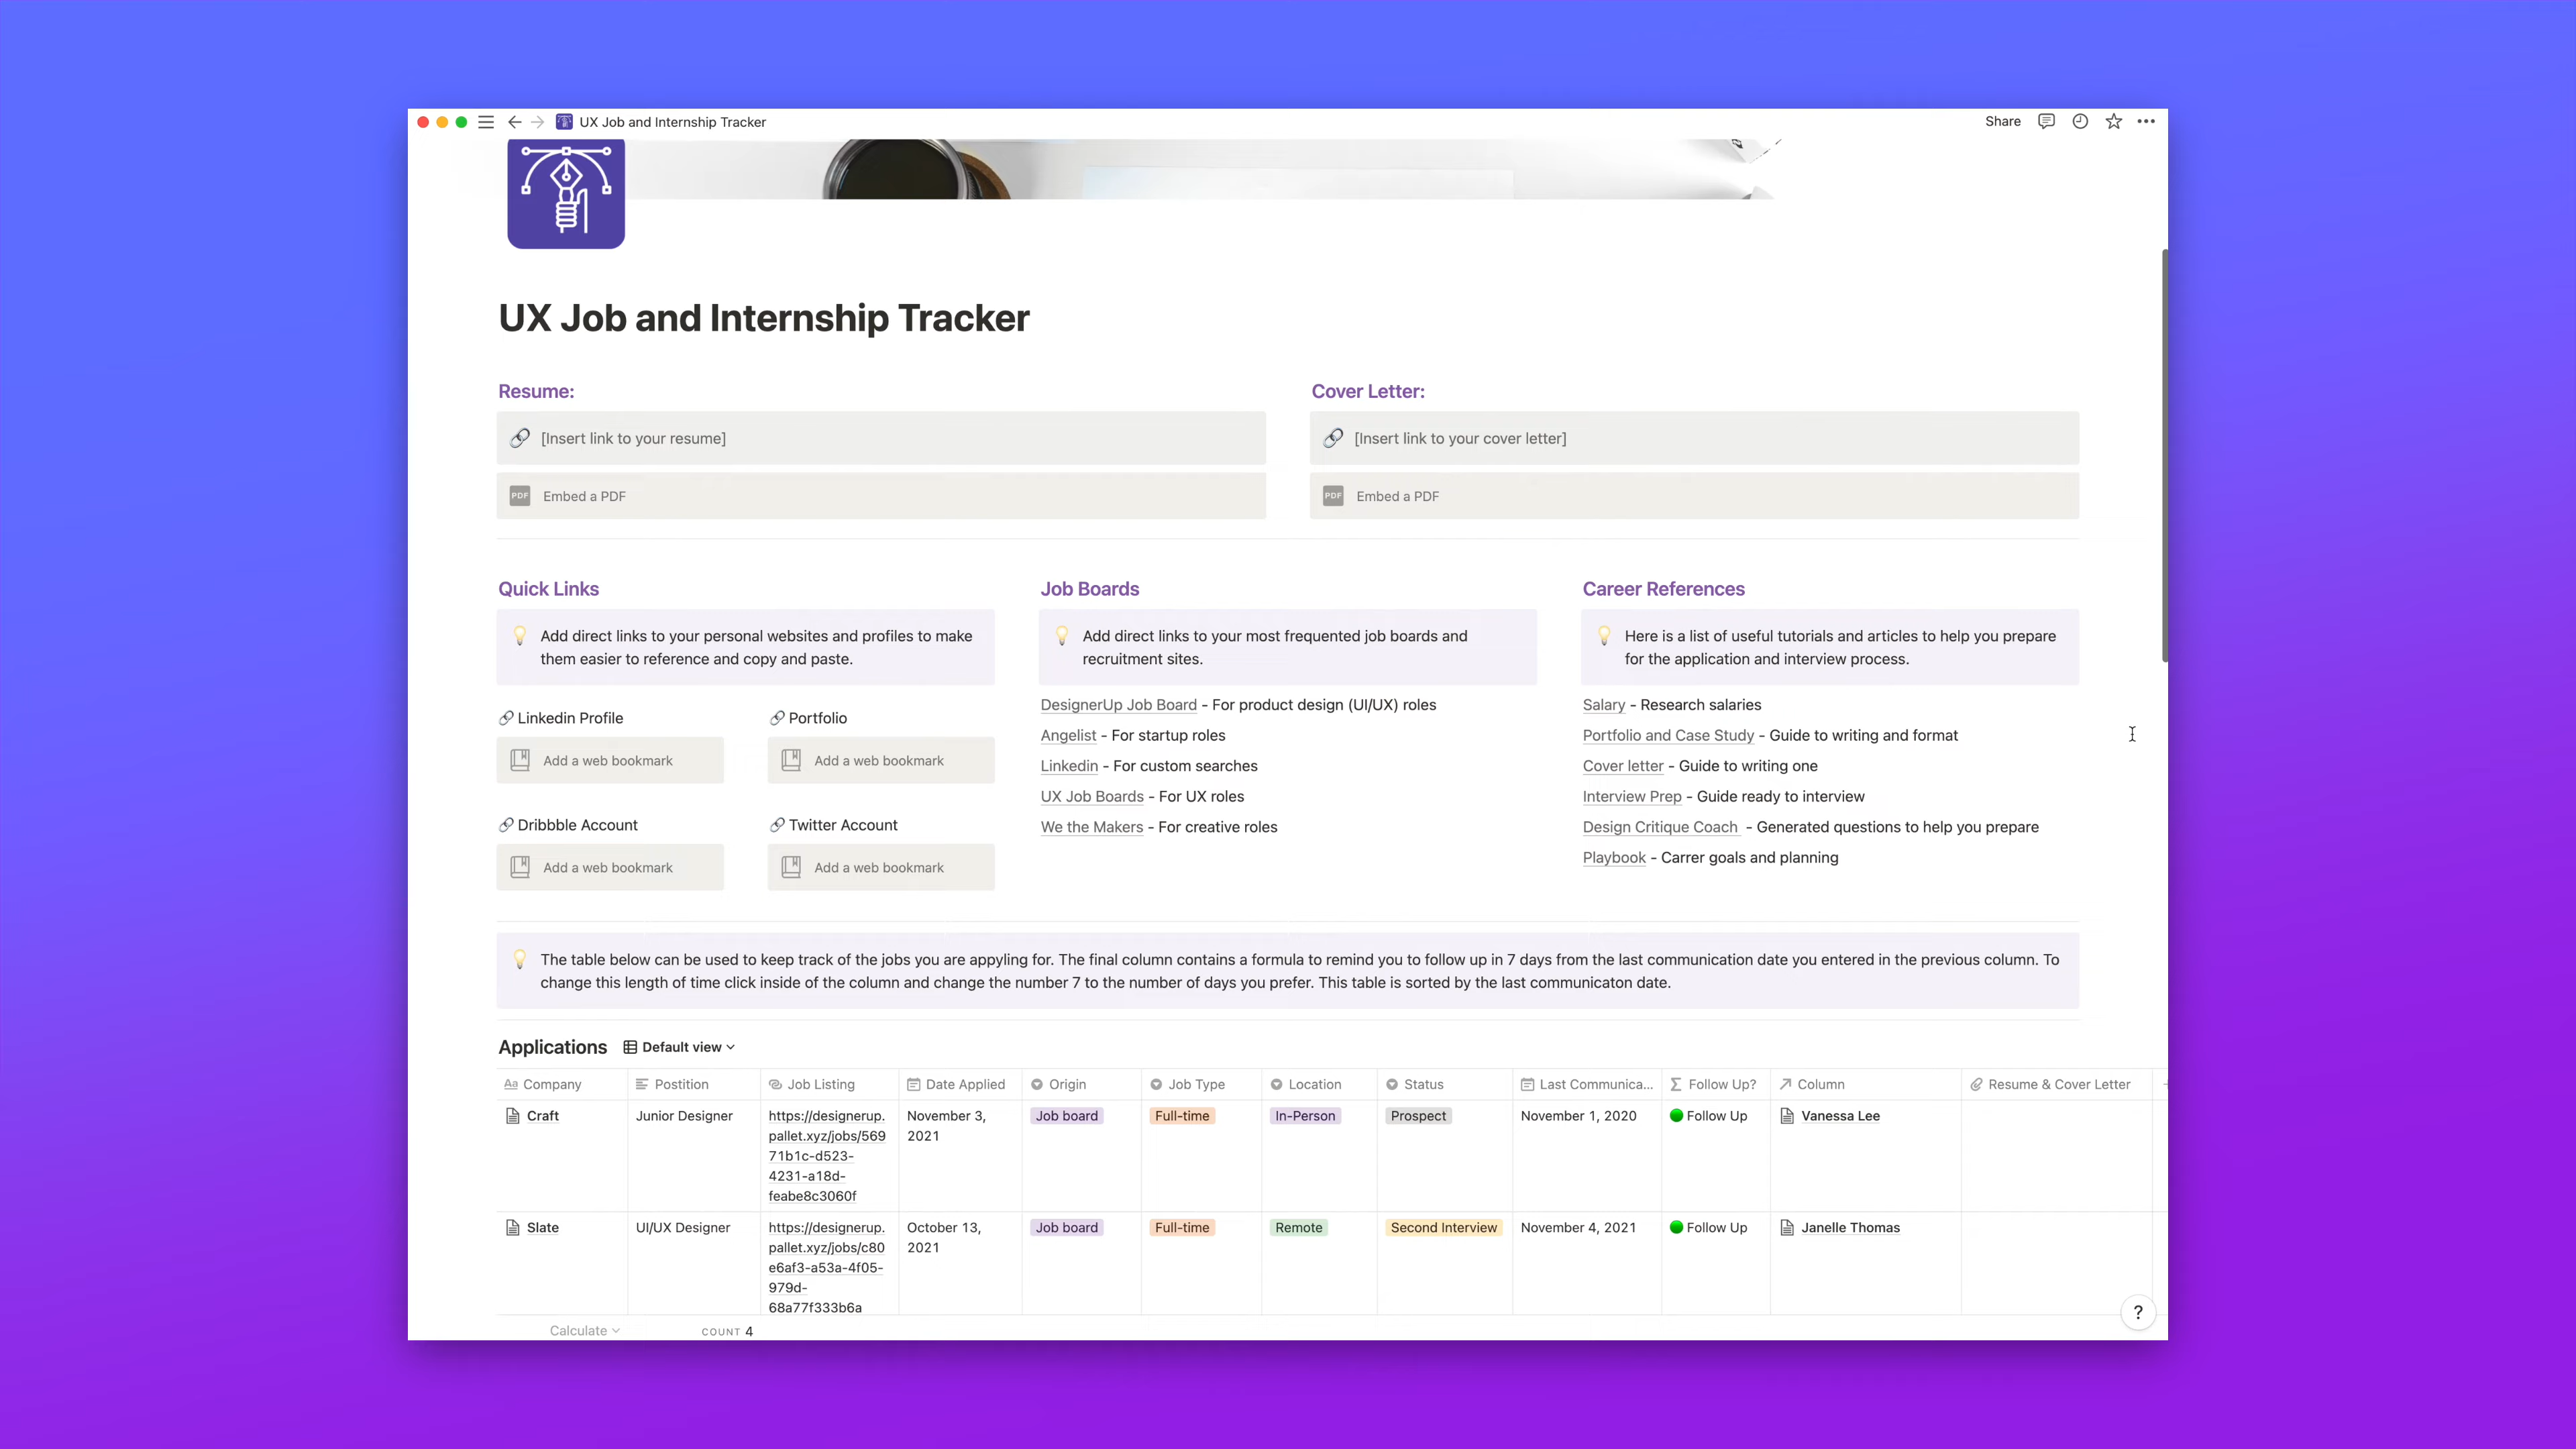 UX Job and Internship Tracker
Share
UX Job and Internship Tracker
Resume:
[Insert link to your resume]
PDF Embed a PDF
Cover Letter:
[Insert link to your cover letter]
PDF Embed a PDF
Quick Links
Add direct links to your personal websites and profiles to make
them easier to reference and copy and paste.
Linkedin Profile
Add a web bookmark
Portfolio
Add a web bookmark
Dribbble Account
Add a web bookmark
Twitter Account
Add a web bookmark
Job Boards
Add direct links to your most frequented job boards and
recruitment sites.
DesignerUp Job Board - For product design (UI/UX) roles
Angelist - For startup roles
Linkedin - For custom searches
UX Job Boards - For UX roles
We the Makers - For creative roles
Career References
Here is a list of useful tutorials and articles to help you prepare
for the application and interview process.
Salary - Research salaries
Portfolio and Case Study - Guide to writing and format
Cover letter - Guide to writing one
Interview Prep - Guide ready to interview
Design Critique Coach - Generated questions to help you prepare
Playbook - Carrer goals and planning
The table below can be used to keep track of the jobs you are appyling for. The final column contains a formula to remind you to follow up in 7 days from the last communication date you entered in the previous column. To
change this length of time click inside of the column and change the number 7 to the number of days you prefer. This table is sorted by the last communicaton date.
Applications Default view
Aa Company Postition Job Listing Date Applied Origin Job Type Location Status Last Communica... Follow Up? Column Resume & Cover Letter
Craft
Junior Designer
https://designerup.
pallet.xyz/jobs/569
71b1c-d523-
4231-a18d-
feabe8c3060f
November 3,
2021
Job board
Full-time
In-Person
Prospect
November 1, 2020
Follow Up
Vanessa Lee
Slate
UI/UX Designer
https://designerup.
pallet.xyz/jobs/c80
e6af3-a53a-4f05-
979d-
68a77f333b6a
October 13,
2021
Job board
Full-time
Remote
Second Interview
November 4, 2021
Follow Up
Janelle Thomas
Calculate
COUNT 4
?